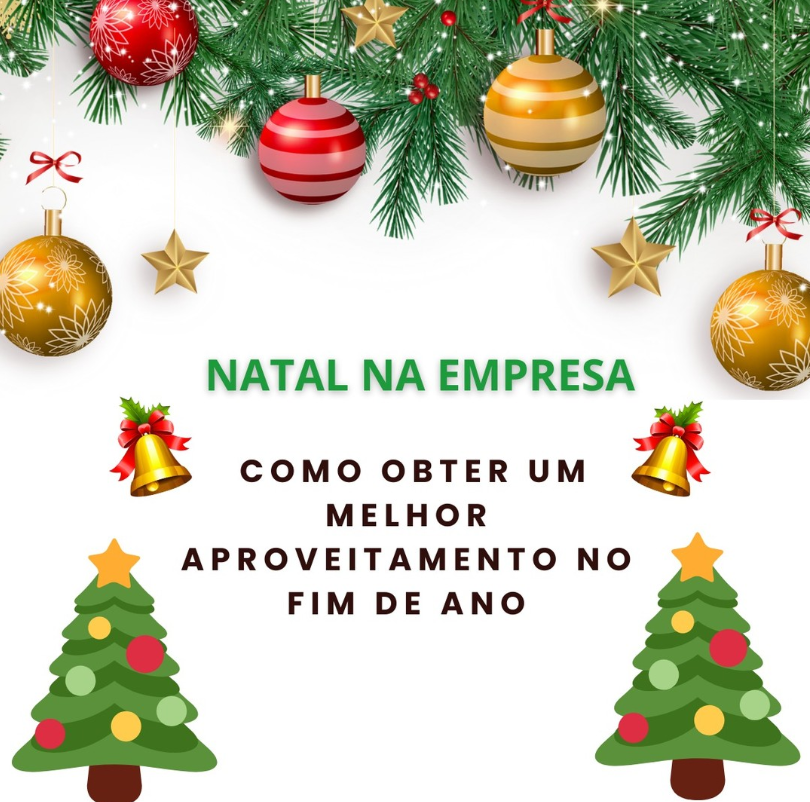 NATAL NA EMPRESA
COMO OBTER UM
MELHOR
APROVEITAMENTO NO
FIM DE ANO